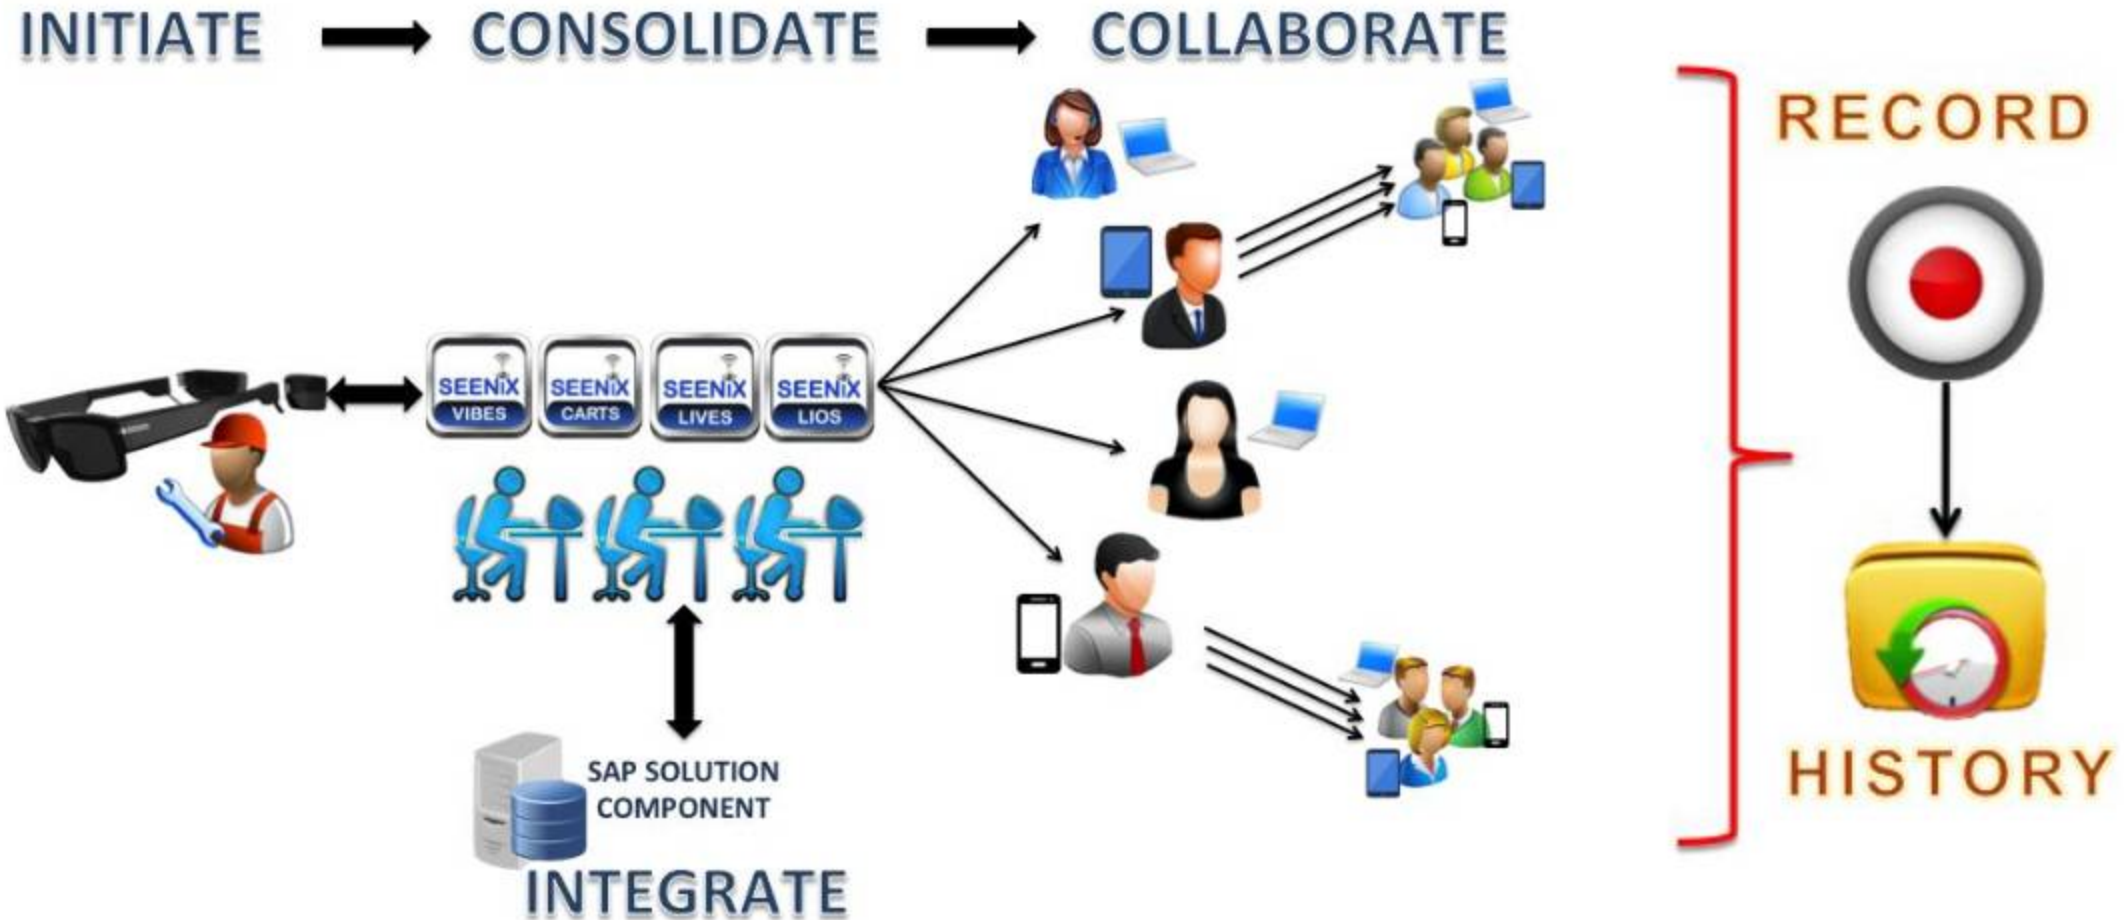 INITIATE
CONSOLIDATE
COLLABORATE
RECORD
SEENiX
VIBES
SEENiX
CARTS
SEENiX
LIVES
SEENiX
LIOS
SAP SOLUTION
COMPONENT
INTEGRATE
HISTORY